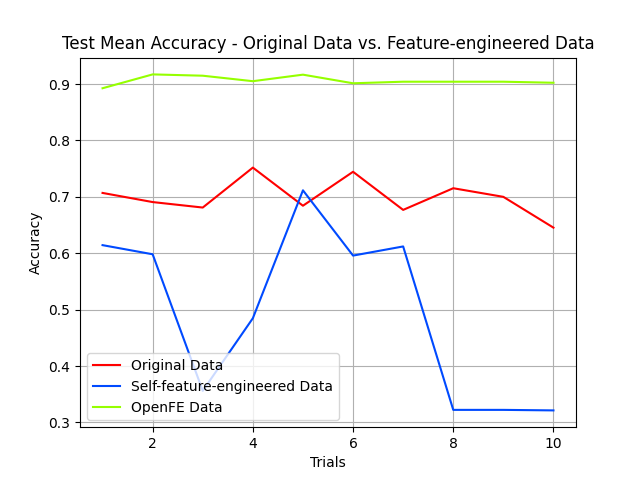 Test Mean Accuracy - Original Data vs. Feature-engineered Data
0.9
0.8
0.7
0.6
0.5
0.4
0.3
Accuracy
Original Data
Self-feature-engineered Data
OpenFE Data
2 4 6 8 10
Trials